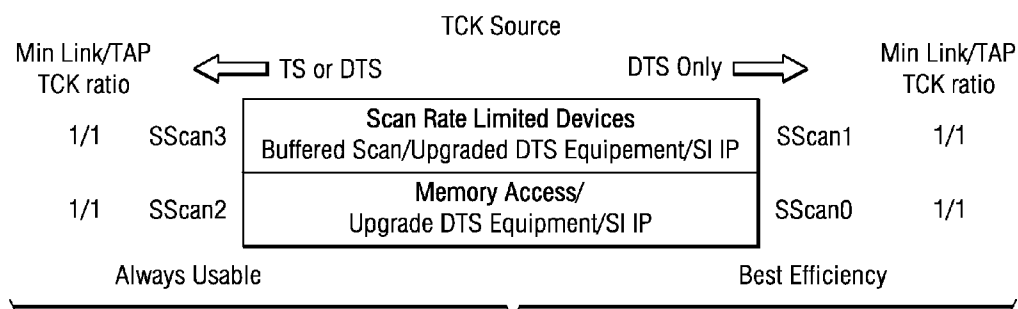 TCK Source
Min Link/TAP
TCK ratio
TS or DTS
DTS Only
Min Link/TAP
TCK ratio
1/1
SScan3
Scan Rate Limited Devices
Buffered Scan/Upgraded DTS Equipement/SI IP
SScan1
1/1
1/1
SScan2
Memory Access/
Upgrade DTS Equipment/SI IP
SScan0
1/1
Always Usable
Best Efficiency